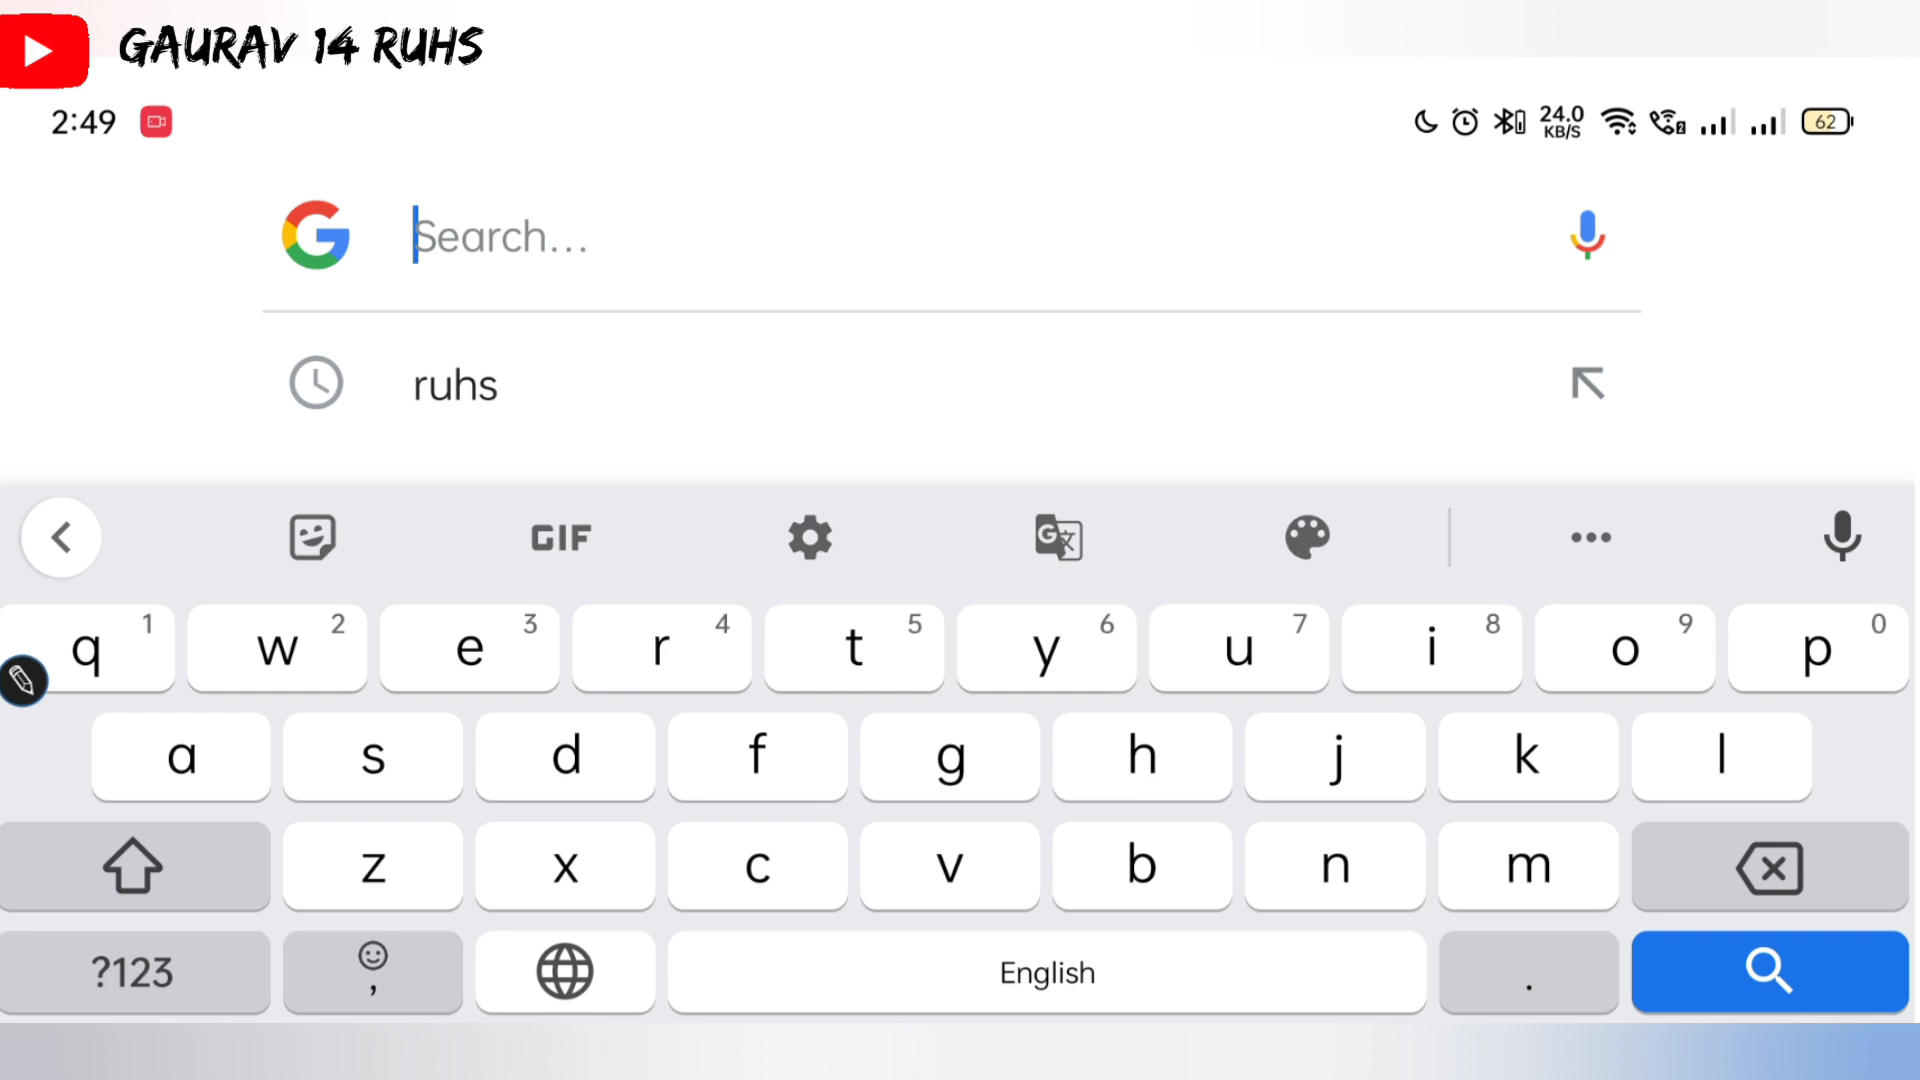 GAURAV 14 RUHS
2:49 24.0 KB/S 2 62
Search...
ruhs
GIF
q 1 w 2 e 3 r 4 t 5 y 6 u 7 i 8 o 9 p 0
a s d f g h j k l
z x c v b n m
?123 , English .